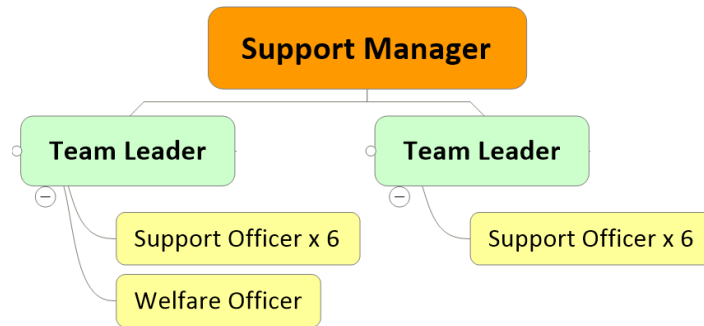 Support Manager
Team Leader
Team Leader
Support Officer x 6
Support Officer x 6
Welfare Officer